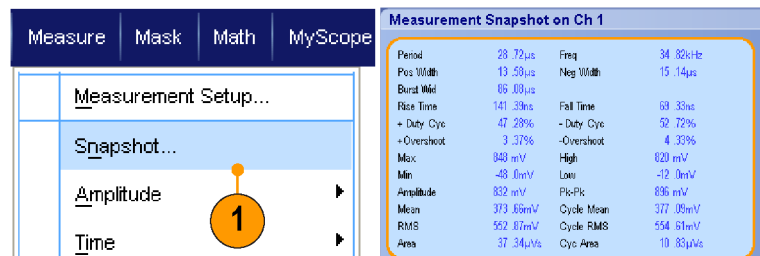 Measure Mask Math MyScope
Measurement Setup...
Snapshot...
Amplitude
1
Time
Measurement Snapshot on Ch 1
Period 28 .72µs Freq 34 .82kHz
Pos Width 13 .58µs Neg Width 15 .14µs
Burst Wid 86 .08µs
Rise Time 141 .39ns Fall Time 69 .33ns
+ Duty Cyc 47 .28% - Duty Cyc 52 .72%
+Overshoot 3 .37% -Overshoot 4 .33%
Max 848 mV High 820 mV
Min -48 .0mV Low -12 .0mV
Amplitude 832 mV Pk-Pk 896 mV
Mean 373 .66mV Cycle Mean 377 .09mV
RMS 552 .87mV Cycle RMS 554 .61mV
Area 37 .34µVs Cyc Area 10 .83µVs